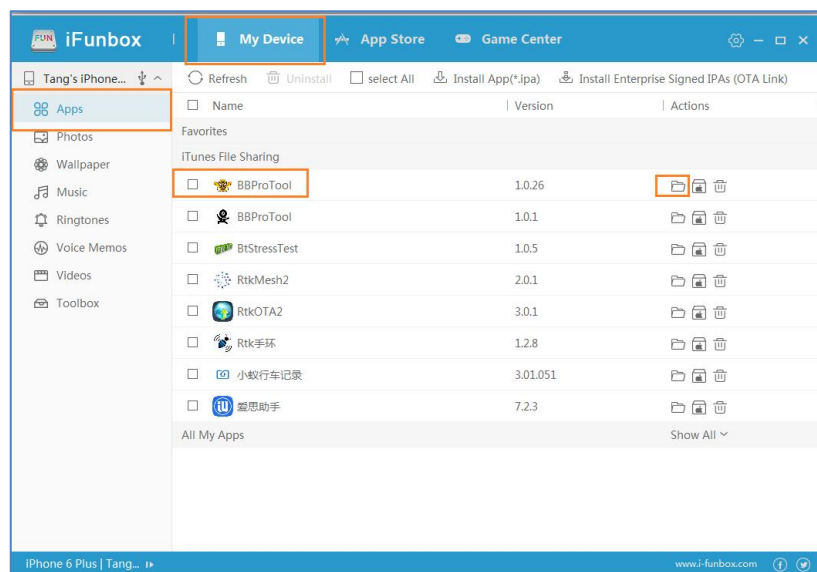 FUN iFunbox My Device App Store Game Center
Tang's iPhone... Refresh Uninstall select All Install App(*.ipa) Install Enterprise Signed IPAs (OTA Link)
Apps Name Version Actions
Photos Favorites
Wallpaper iTunes File Sharing
Music BBProTool 1.0.26
Ringtones BBProTool 1.0.1
Voice Memos BtStressTest 1.0.5
Videos RtkMesh2 2.0.1
Toolbox RtkOTA2 3.0.1
Rtk手环 1.2.8
小蚁行车记录 3.01.051
爱思助手 7.2.3
All My Apps Show All
iPhone 6 Plus | Tang... www.i-funbox.com